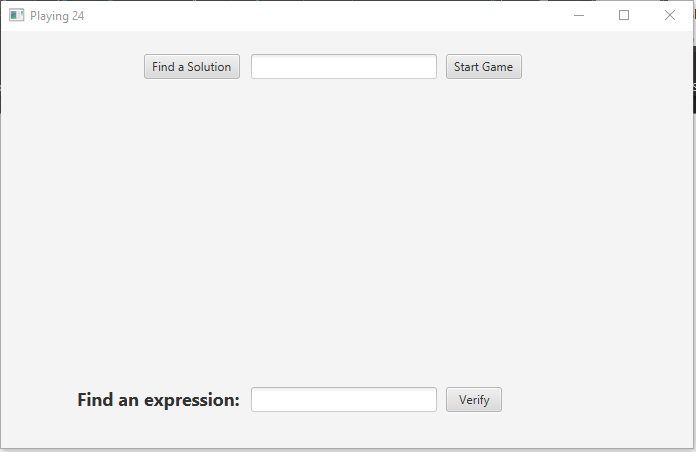 Playing 24
Find a Solution Start Game
Find an expression: Verify